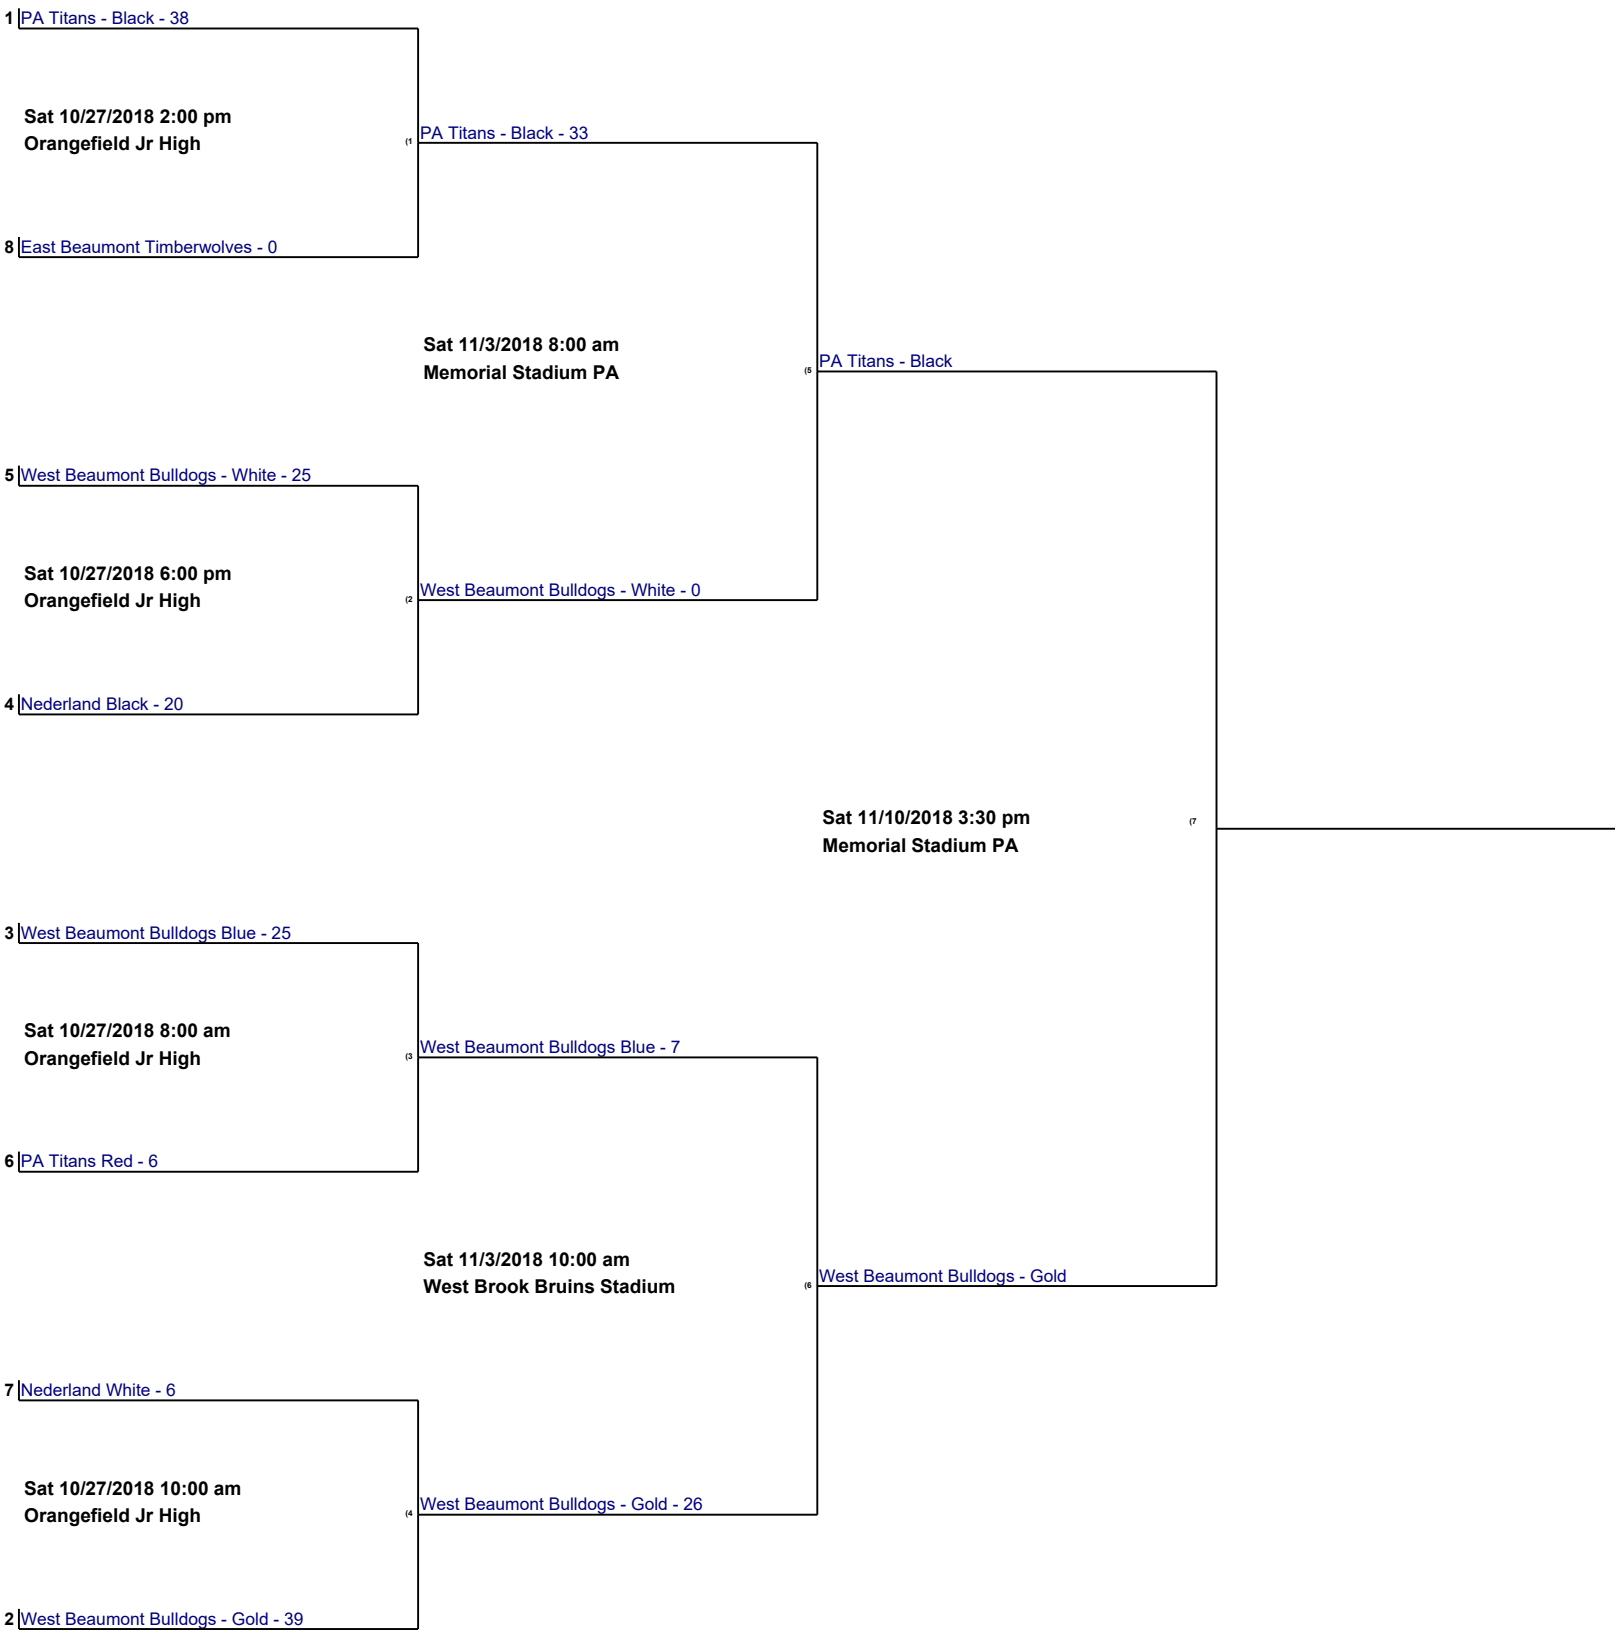 1 PA Titans - Black - 38
Sat 10/27/2018 2:00 pm
Orangefield Jr High
(1
PA Titans - Black - 33
8 East Beaumont Timberwolves - 0
Sat 11/3/2018 8:00 am
Memorial Stadium PA
(5
PA Titans - Black
5 West Beaumont Bulldogs - White - 25
Sat 10/27/2018 6:00 pm
Orangefield Jr High
(2
West Beaumont Bulldogs - White - 0
4 Nederland Black - 20
Sat 11/10/2018 3:30 pm
Memorial Stadium PA
(7
3 West Beaumont Bulldogs Blue - 25
Sat 10/27/2018 8:00 am
Orangefield Jr High
(3
West Beaumont Bulldogs Blue - 7
6 PA Titans Red - 6
Sat 11/3/2018 10:00 am
West Brook Bruins Stadium
(6
West Beaumont Bulldogs - Gold
7 Nederland White - 6
Sat 10/27/2018 10:00 am
Orangefield Jr High
(4
West Beaumont Bulldogs - Gold - 26
2 West Beaumont Bulldogs - Gold - 39